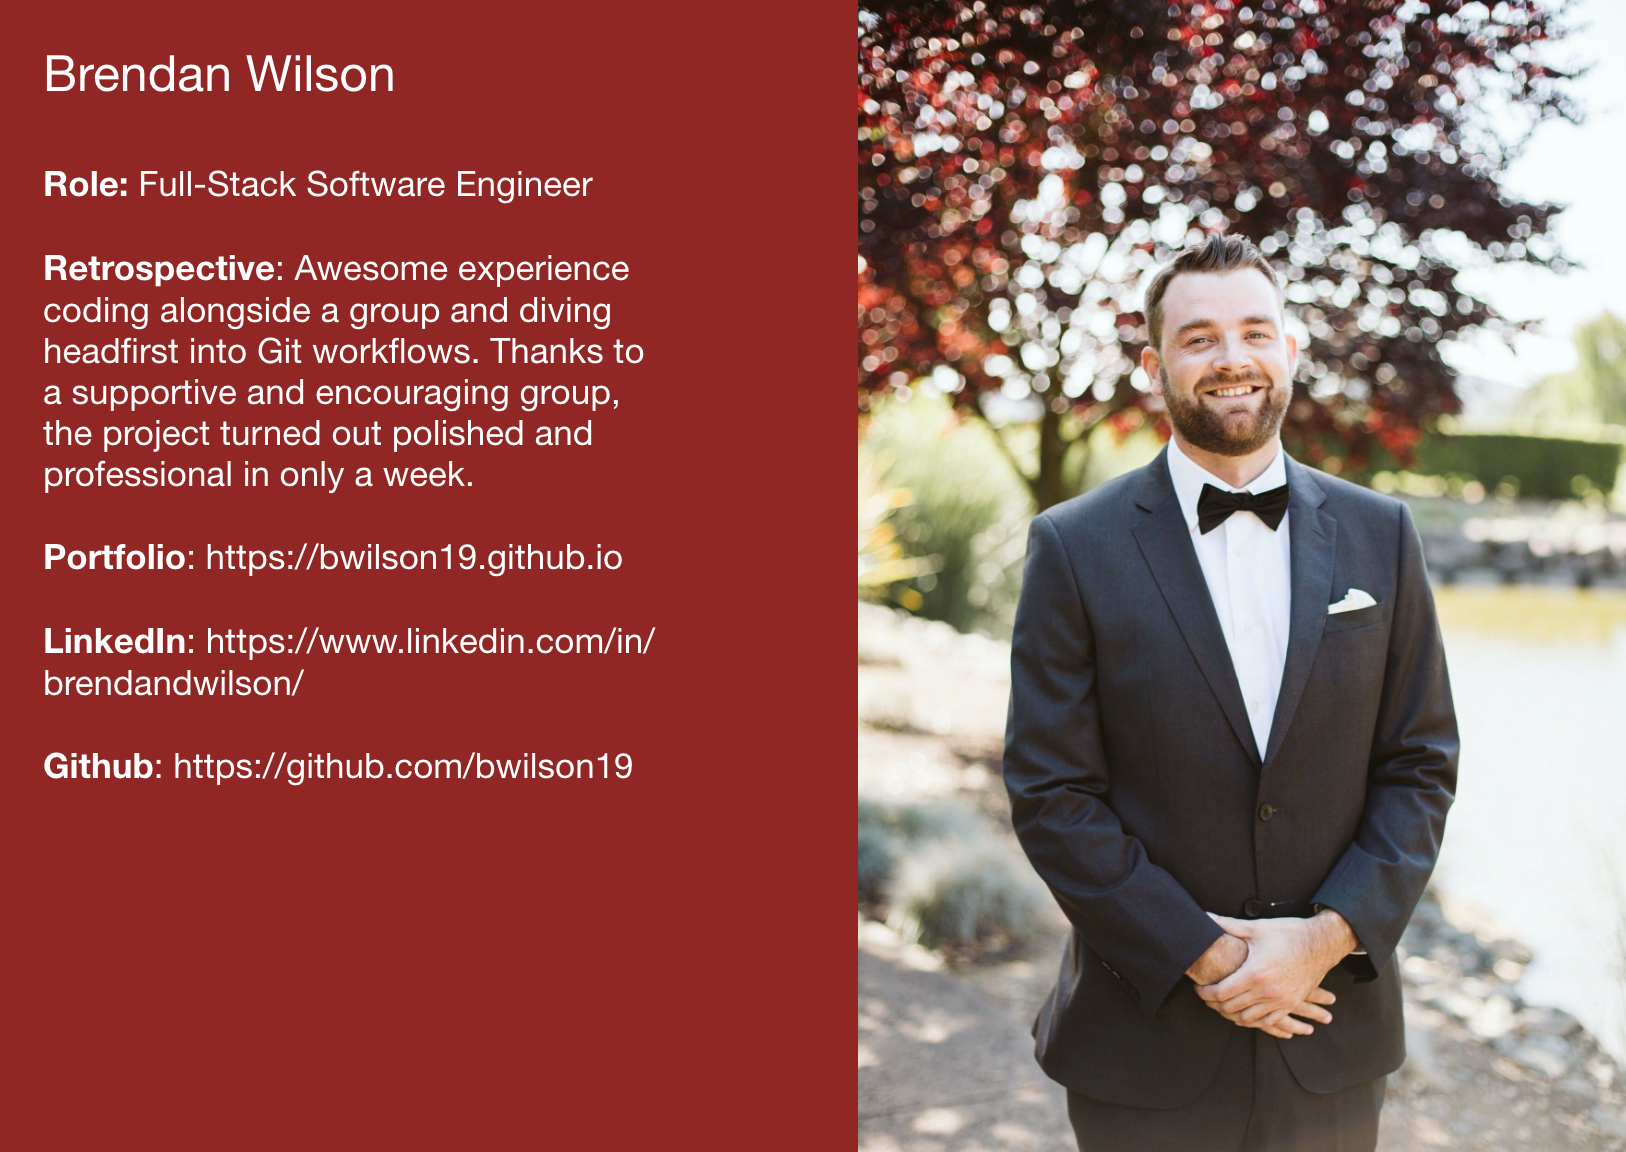 Brendan Wilson
Role: Full-Stack Software Engineer
Retrospective: Awesome experience
coding alongside a group and diving
headfirst into Git workflows. Thanks to
a supportive and encouraging group,
the project turned out polished and
professional in only a week.
Portfolio: https://bwilson19.github.io
LinkedIn: https://www.linkedin.com/in/
brendandwilson/
Github: https://github.com/bwilson19